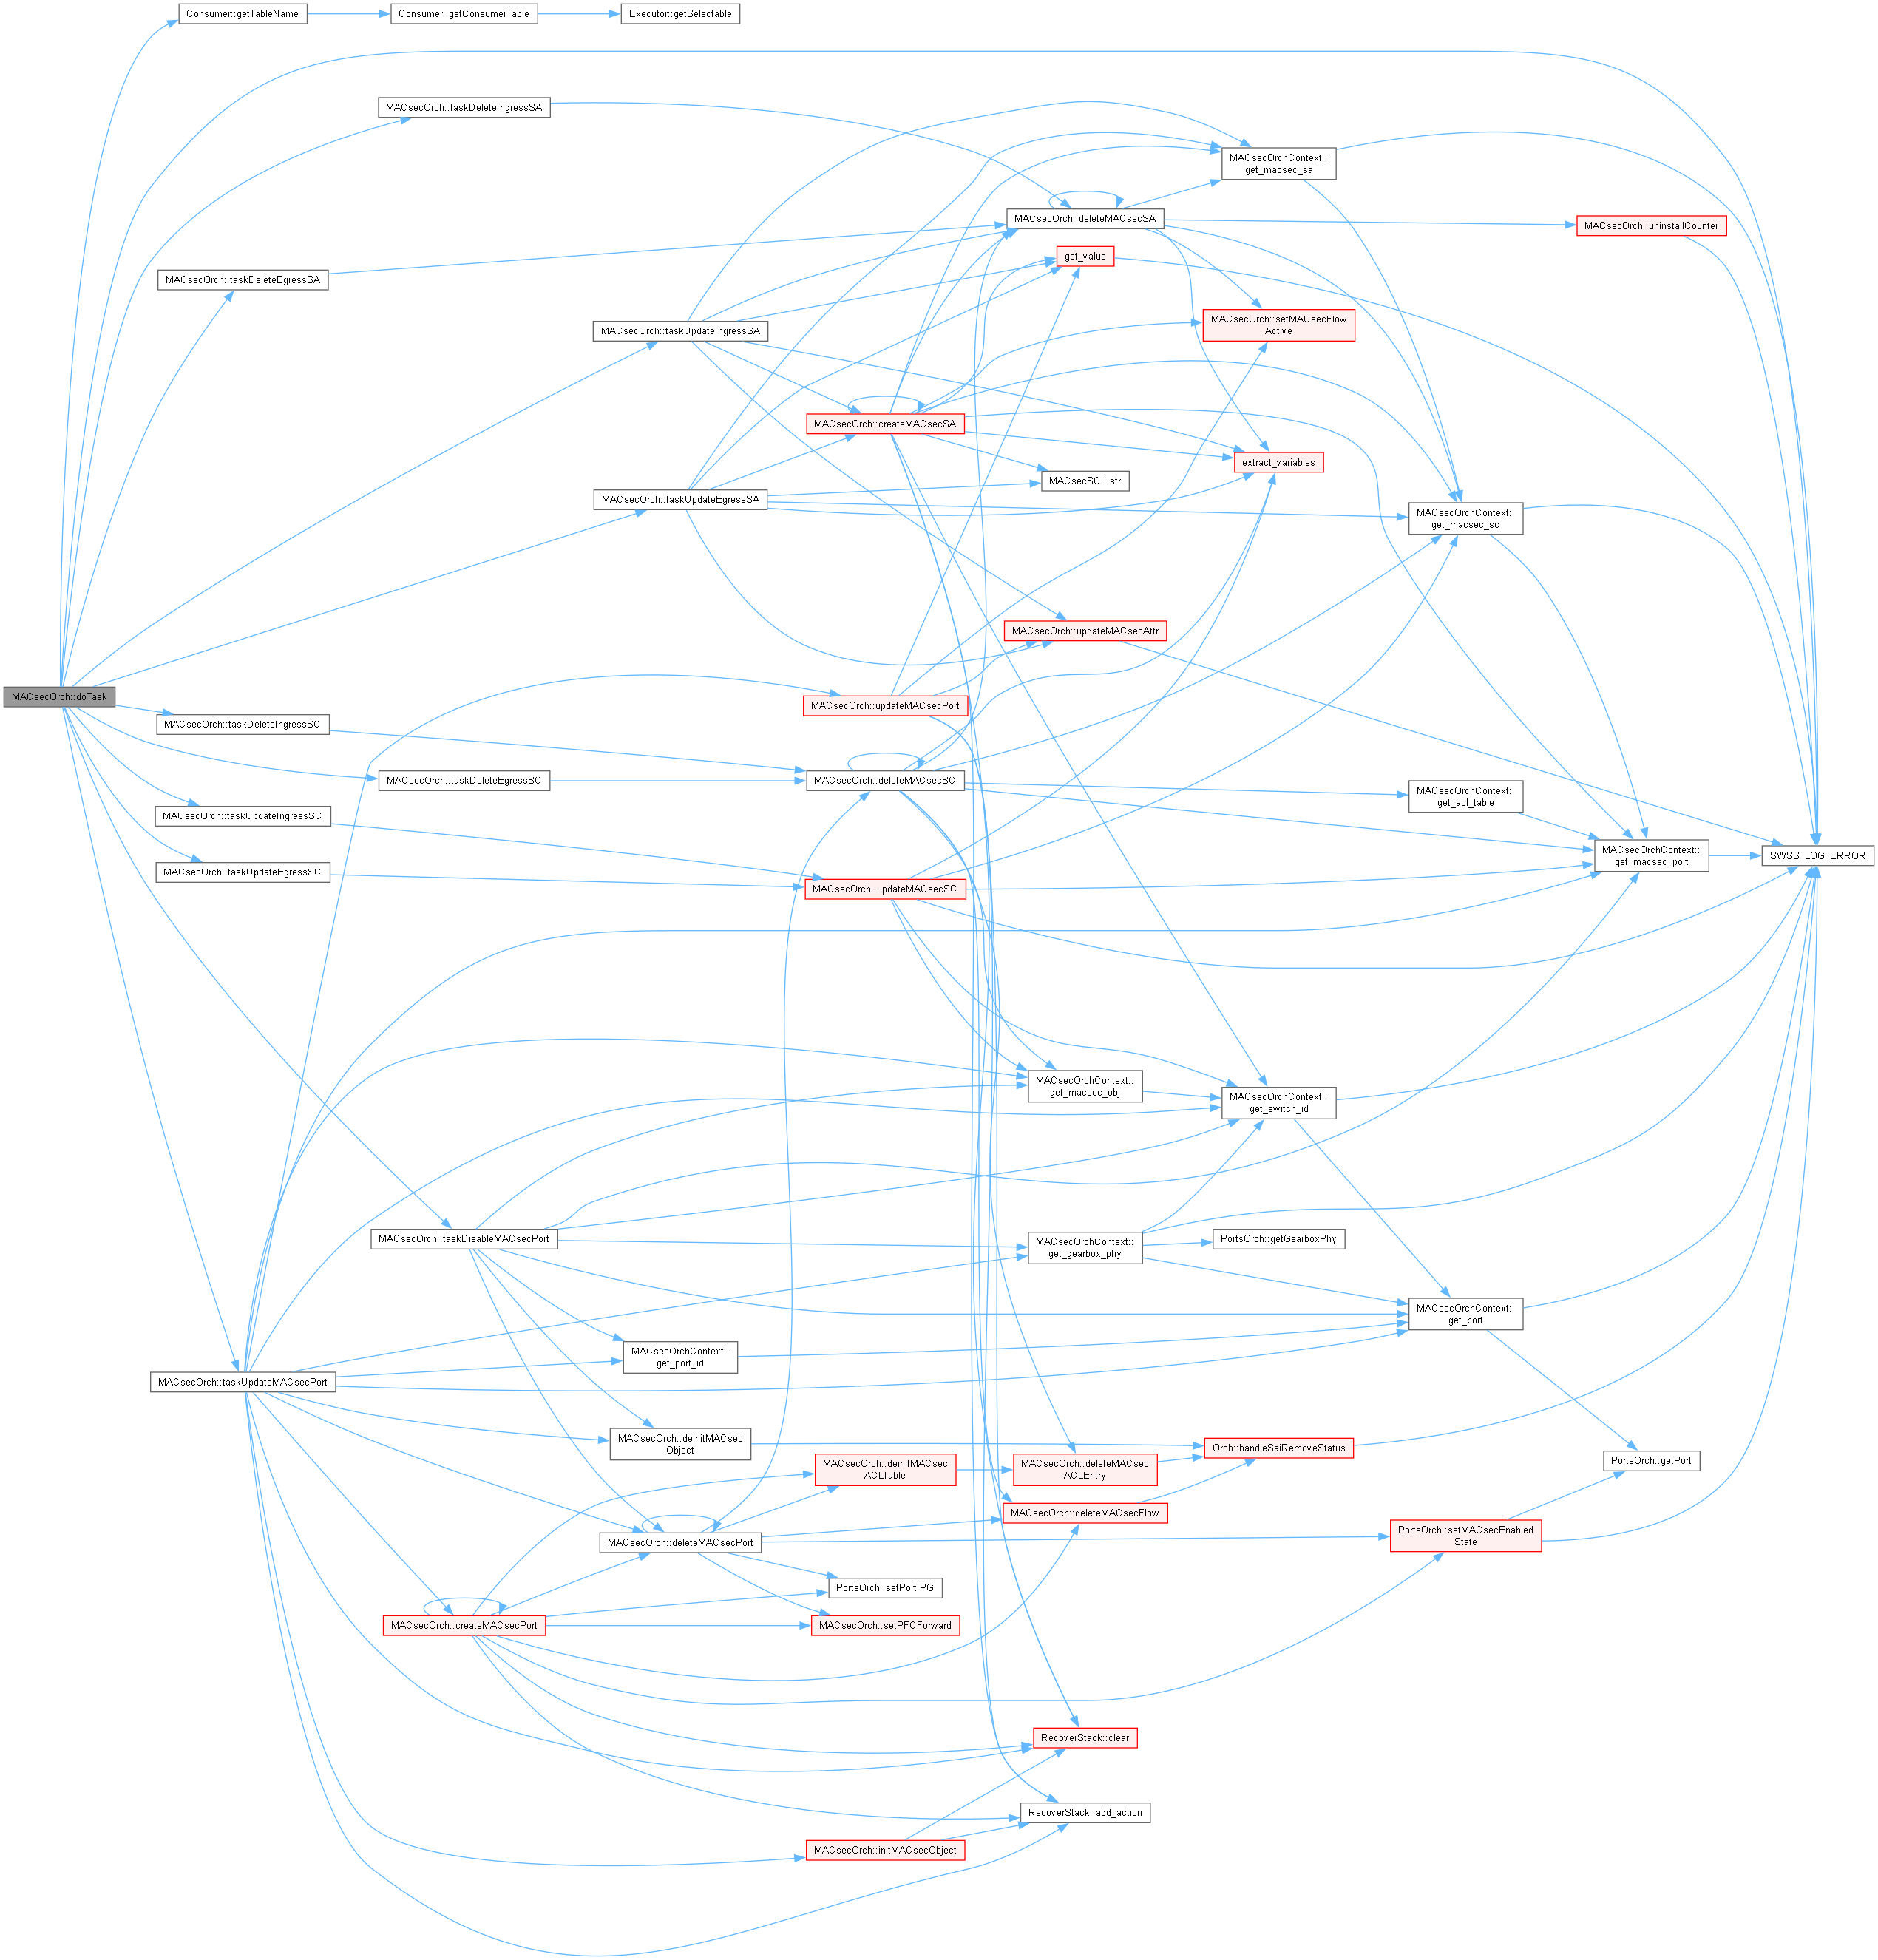 Consumer::getTableName
Consumer::getConsumerTable
Executor::getSelectable
MACsecOrch::taskDeleteIngressSA
MACsecOrchContext::
get_macsec_sa
MACsecOrch::deleteMACsecSA
MACsecOrch::uninstallCounter
get_value
MACsecOrch::taskDeleteEgressSA
MACsecOrch::taskUpdateIngressSA
MACsecOrch::setMACsecFlow
Active
MACsecOrch::createMACsecSA
extract_variables
MACsecSCI::str
MACsecOrch::taskUpdateEgressSA
MACsecOrchContext::
get_macsec_sc
MACsecOrch::updateMACsecAttr
MACsecOrch::doTask
MACsecOrch::updateMACsecPort
MACsecOrch::taskDeleteIngressSC
MACsecOrch::taskDeleteEgressSC
MACsecOrch::deleteMACsecSC
MACsecOrchContext::
get_acl_table
MACsecOrch::taskUpdateIngressSC
MACsecOrchContext::
get_macsec_port
SWSS_LOG_ERROR
MACsecOrch::taskUpdateEgressSC
MACsecOrch::updateMACsecSC
MACsecOrchContext::
get_macsec_obj
MACsecOrchContext::
get_switch_id
MACsecOrch::taskDisableMACsecPort
MACsecOrchContext::
get_gearbox_phy
PortsOrch::getGearboxPhy
MACsecOrchContext::
get_port
MACsecOrchContext::
get_port_id
MACsecOrch::taskUpdateMACsecPort
MACsecOrch::deinitMACsec
Object
Orch::handleSaiRemoveStatus
MACsecOrch::deinitMACsec
ACLTable
MACsecOrch::deleteMACsec
ACLEntry
PortsOrch::getPort
MACsecOrch::deleteMACsecFlow
MACsecOrch::deleteMACsecPort
PortsOrch::setMACsecEnabled
State
PortsOrch::setPortIPG
MACsecOrch::createMACsecPort
MACsecOrch::setPFCForward
RecoverStack::clear
RecoverStack::add_action
MACsecOrch::initMACsecObject